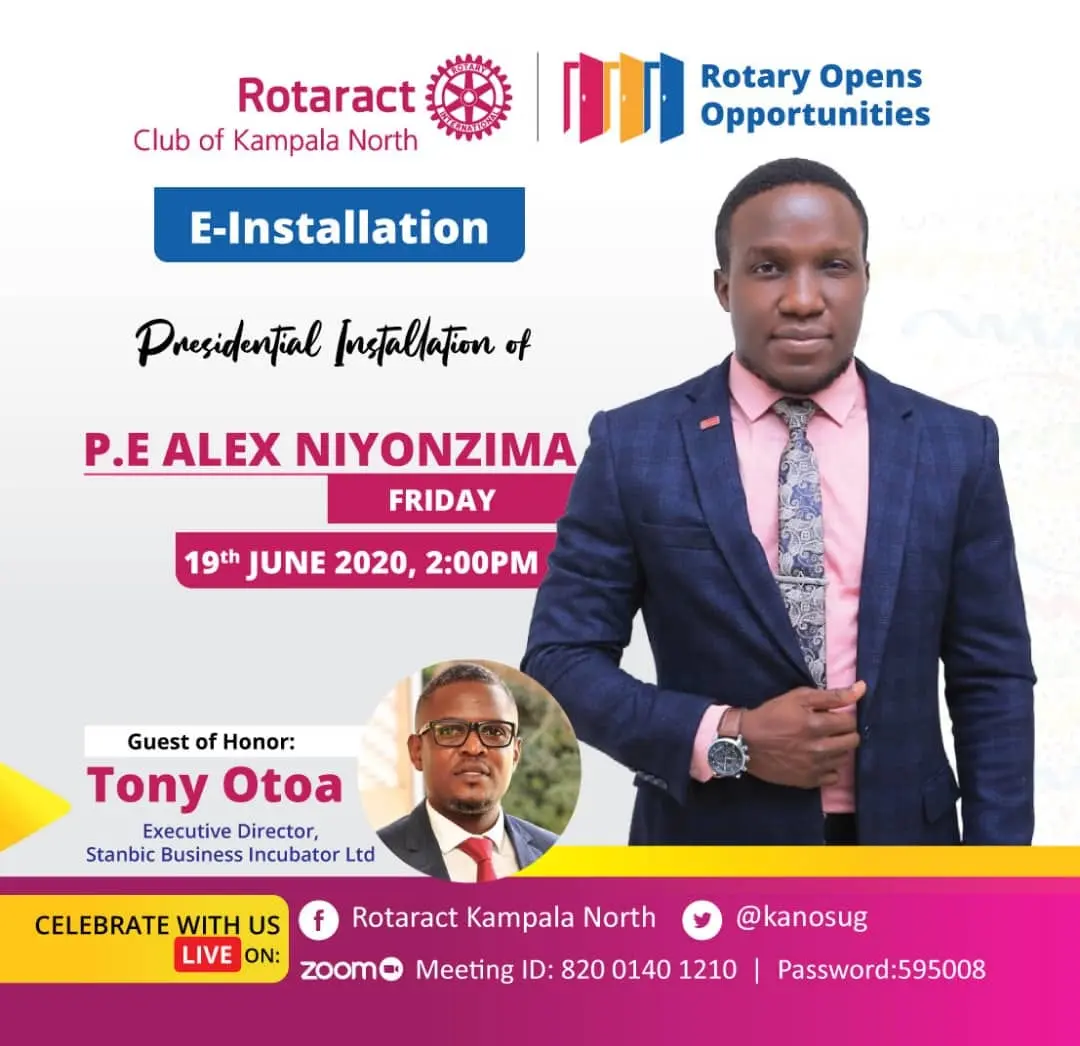 Rotaract
Club of Kampala North
ROTARY
INTERNATIONAL
Rotary Opens
Opportunities
E-Installation
Presidential Installation of
P.E ALEX NIYONZIMA
FRIDAY
19th JUNE 2020, 2:00PM
Guest of Honor:
Tony Otoa
Executive Director,
Stanbic Business Incubator Ltd
CELEBRATE WITH US
LIVE ON:
f Rotaract Kampala North @kanosug
zoom Meeting ID: 820 0140 1210 | Password:595008